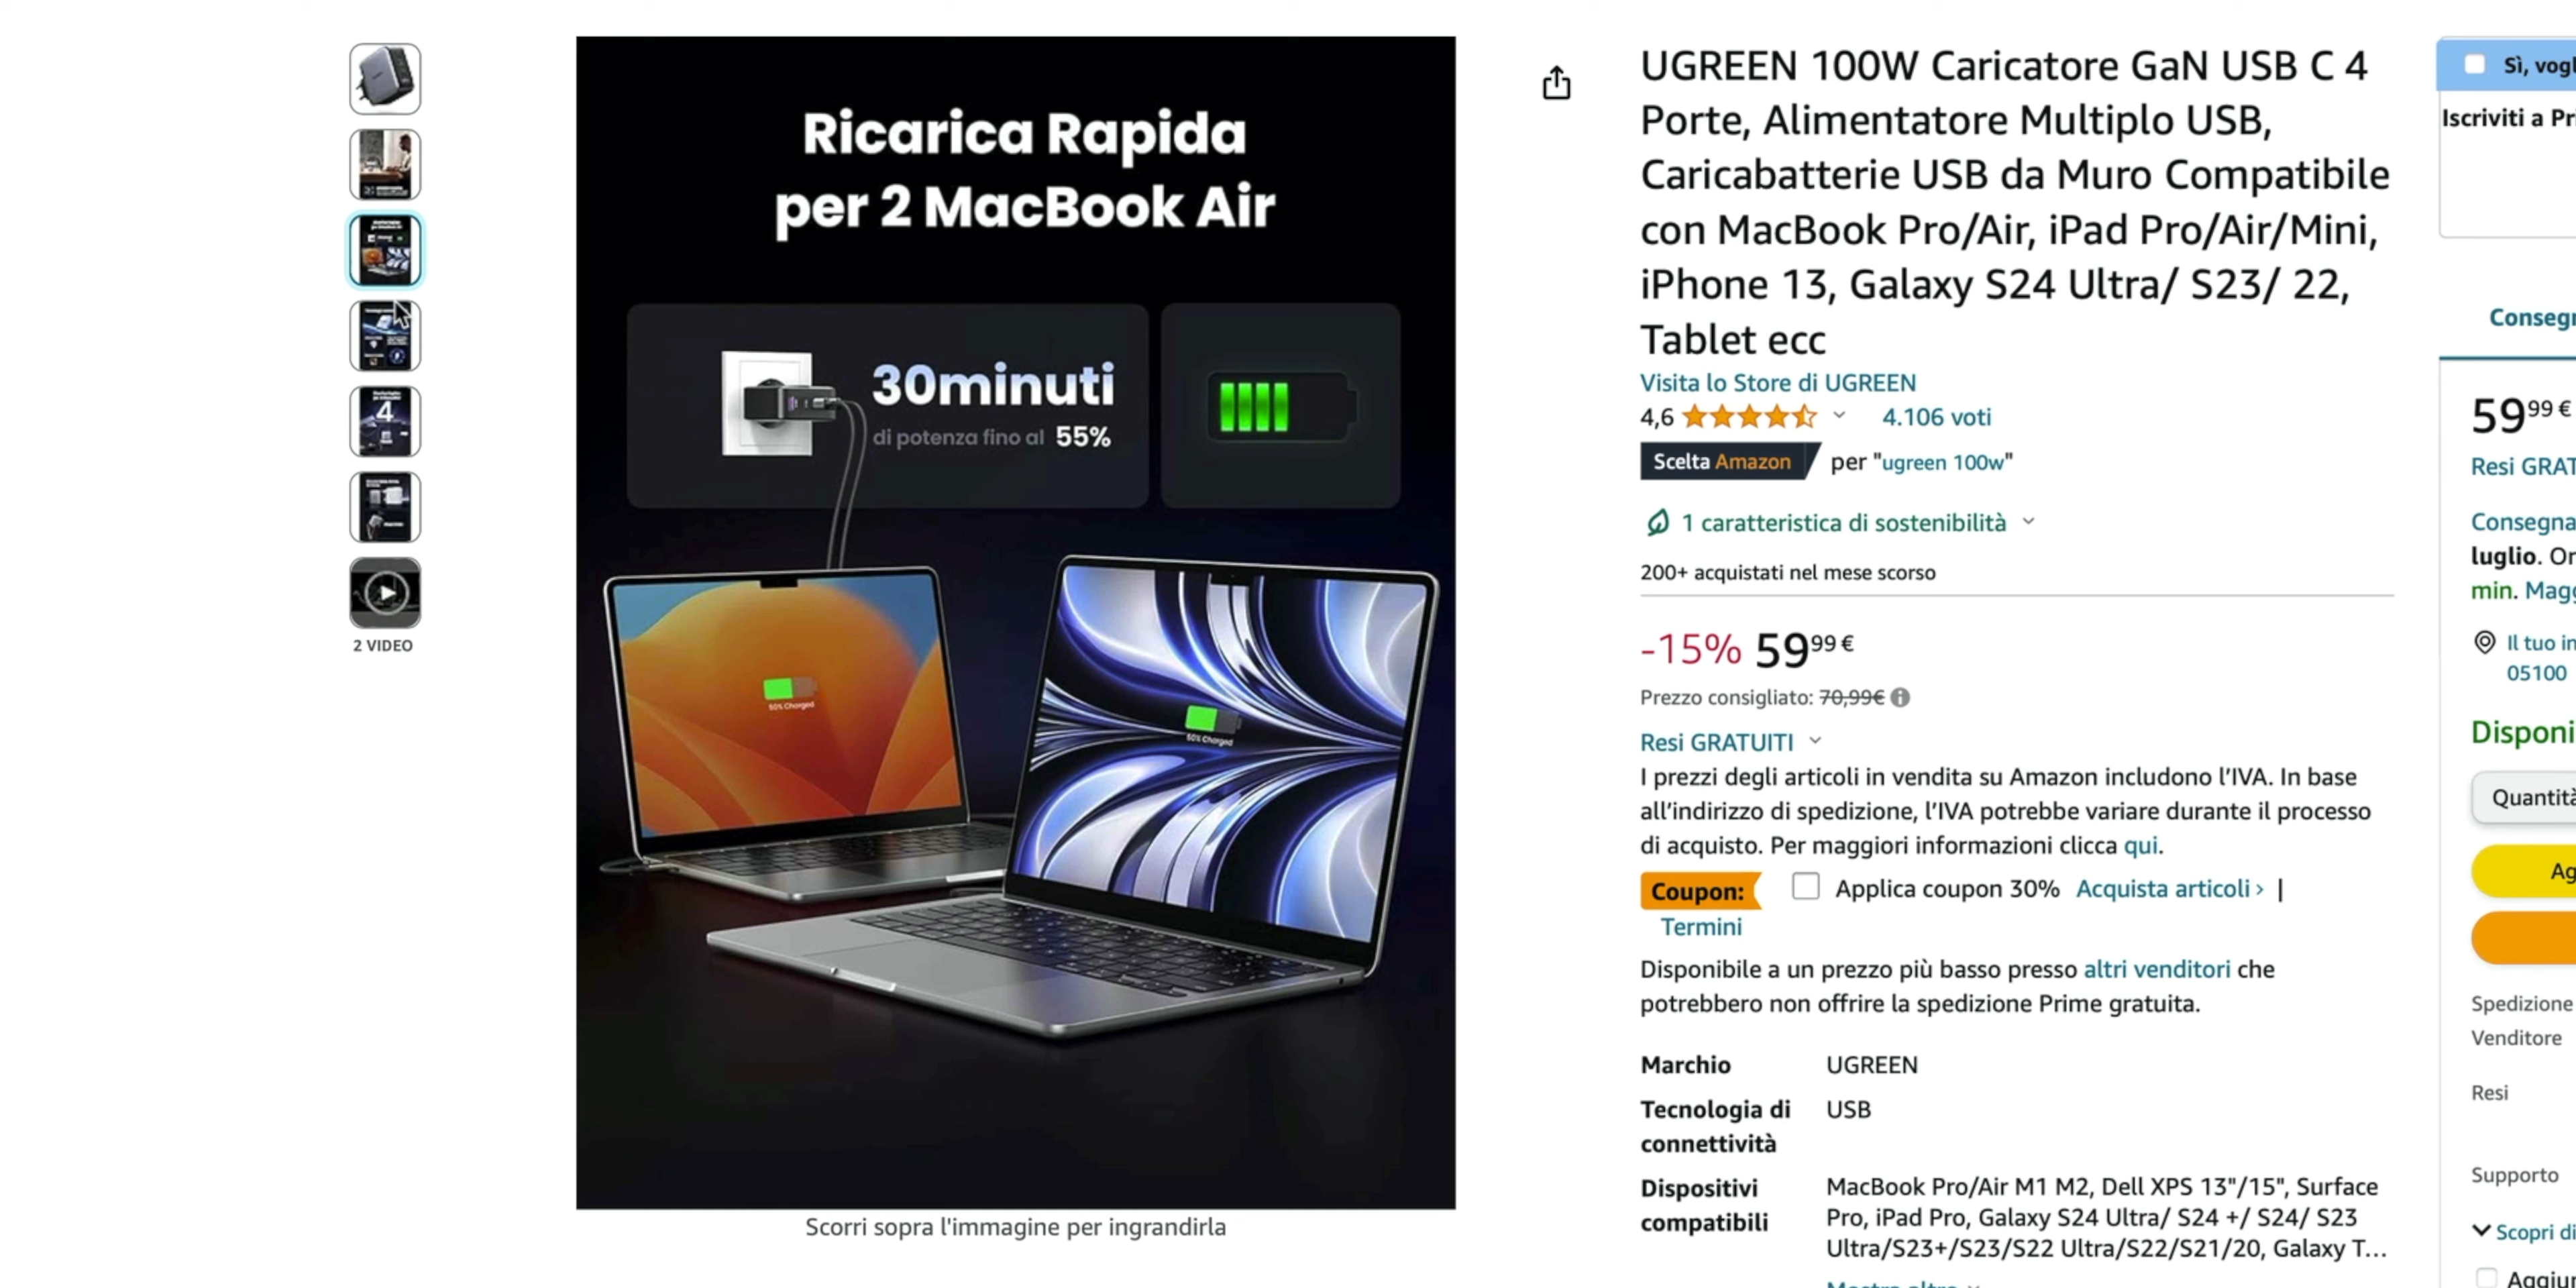 Ricarica Rapida
per 2 MacBook Air
30minuti
di potenza fino al 55%
50% Charged
50% Charged
Scorri sopra l'immagine per ingrandirla
4
2 VIDEO
UGREEN 100W Caricatore GaN USB C 4
Porte, Alimentatore Multiplo USB,
Caricabatterie USB da Muro Compatibile
con MacBook Pro/Air, iPad Pro/Air/Mini,
iPhone 13, Galaxy S24 Ultra/ S23/ 22,
Tablet ecc
Visita lo Store di UGREEN
4,6 4.106 voti
Scelta Amazon per "ugreen 100w"
1 caratteristica di sostenibilità
200+ acquistati nel mese scorso
-15% 59 99 €
Prezzo consigliato: 70,99€
Resi GRATUITI
I prezzi degli articoli in vendita su Amazon includono l'IVA. In base
all'indirizzo di spedizione, l'IVA potrebbe variare durante il processo
di acquisto. Per maggiori informazioni clicca qui.
Coupon: Applica coupon 30% Acquista articoli › |
Termini
Disponibile a un prezzo più basso presso altri venditori che
potrebbero non offrire la spedizione Prime gratuita.
Marchio UGREEN
Tecnologia di USB
connettività
Dispositivi MacBook Pro/Air M1 M2, Dell XPS 13"/15", Surface
compatibili Pro, iPad Pro, Galaxy S24 Ultra/ S24 +/ S24/ S23
Ultra/S23+/S23/S22 Ultra/S22/S21/20, Galaxy T...
Sì, vogl
Iscriviti a Pr
Consegn
59 99 €
Resi GRAT
Consegna
luglio. Or
min. Magg
Il tuo in
05100
Disponi
Quantità
Ag
Spedizione
Venditore
Resi
Supporto
Scopri di